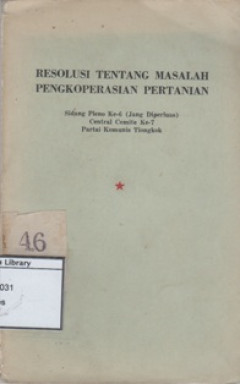 RESOLUSI TENTANG MASALAH
PENGKOPERASIAN PERTANIAN
Sidang Pleno Ke-6 (Jang Diperluas)
Central Comite Ke-7
Partai Komunis Tiongkok
46
Library
031